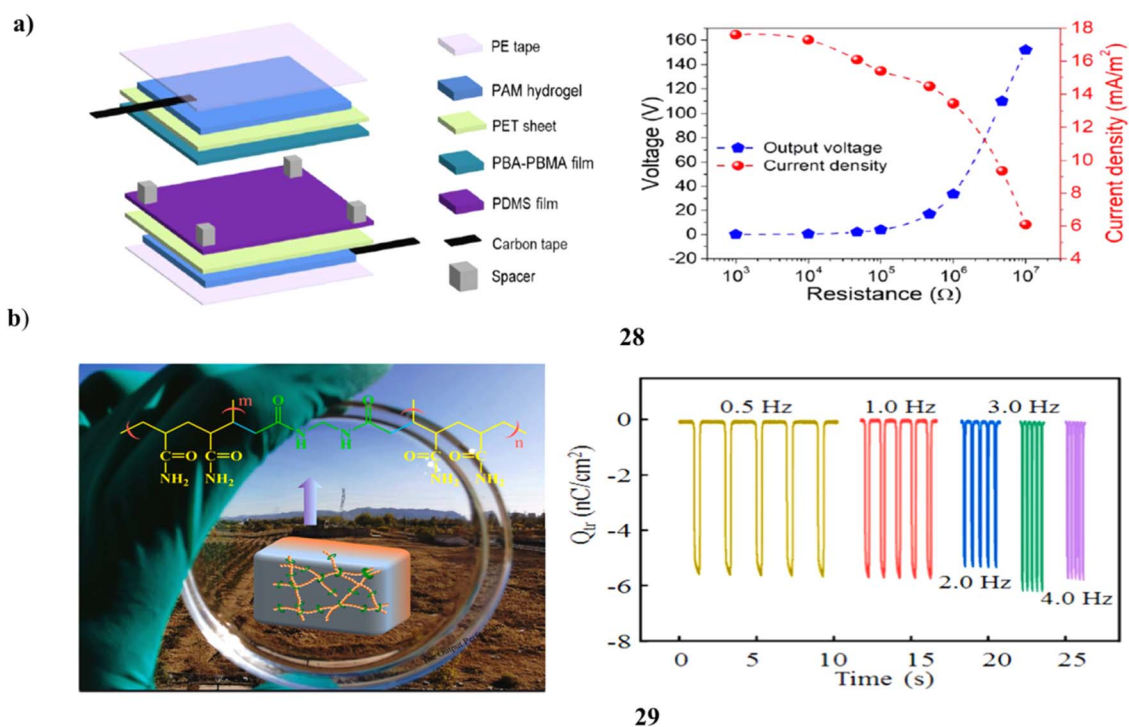 a)
PE tape
PAM hydrogel
PET sheet
PBA-PBMA film
PDMS film
Carbon tape
Spacer
Voltage (V)
160
140
120
100
80
60
40
20
0
-20
Output voltage
Current density
18
16
14
12
10
8
6
4
Current density (mA/m²)
10³ 10⁴ 10⁵ 10⁶ 10⁷
Resistance (Ω)
b)
28
m
O
O
N
H
N
H
n
O
NH₂
O
NH₂
O
NH₂
O
NH₂
Q_tr (nC/cm²)
0
-2
-4
-6
-8
0.5 Hz
1.0 Hz
3.0 Hz
2.0 Hz
4.0 Hz
0 5 10 15 20 25
Time (s)
29